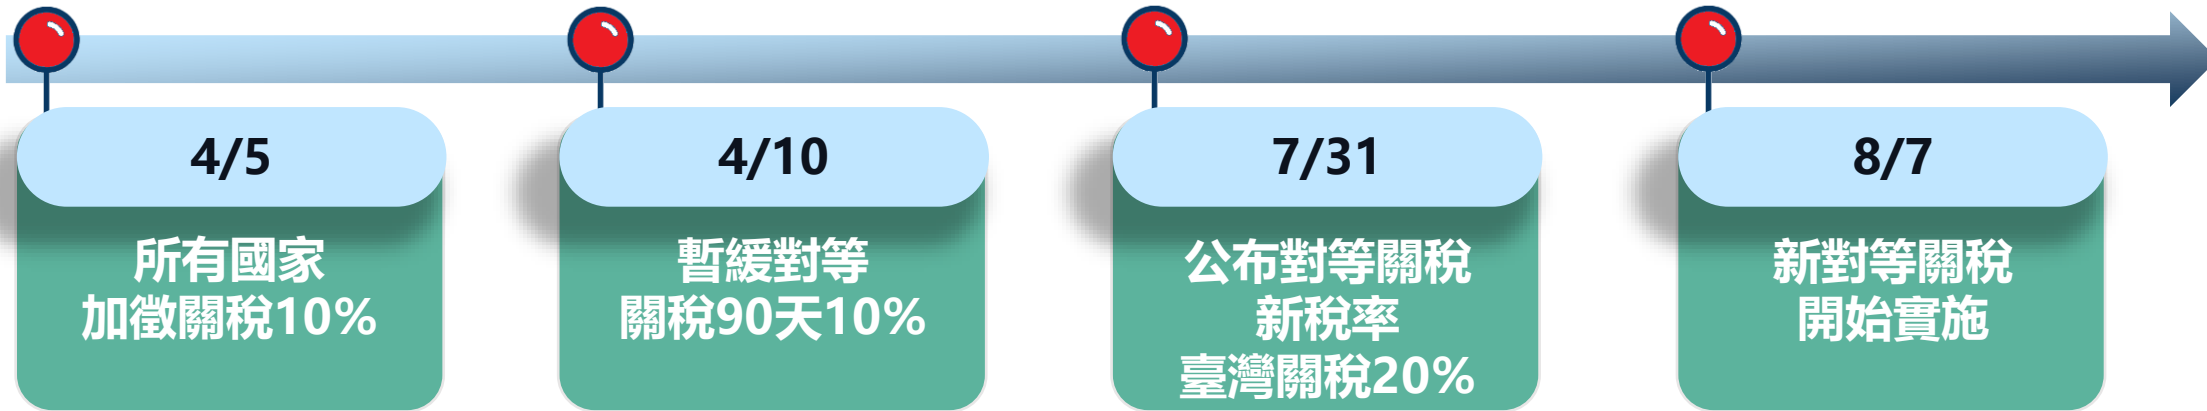 4/5
所有國家
加徵關稅10%
4/10
暫緩對等
關稅90天10%
7/31
公布對等關稅
新稅率
臺灣關稅20%
8/7
新對等關稅
開始實施